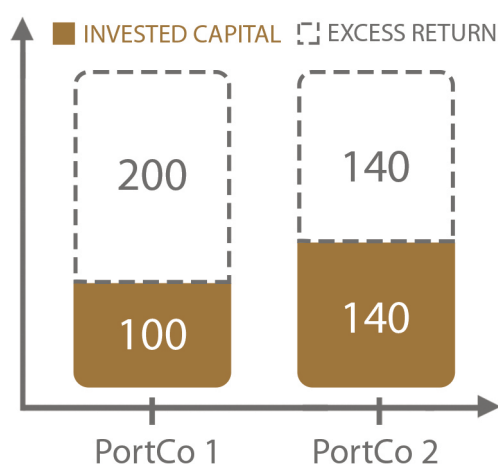 INVESTED CAPITAL EXCESS RETURN
200 140
100 140
PortCo 1 PortCo 2